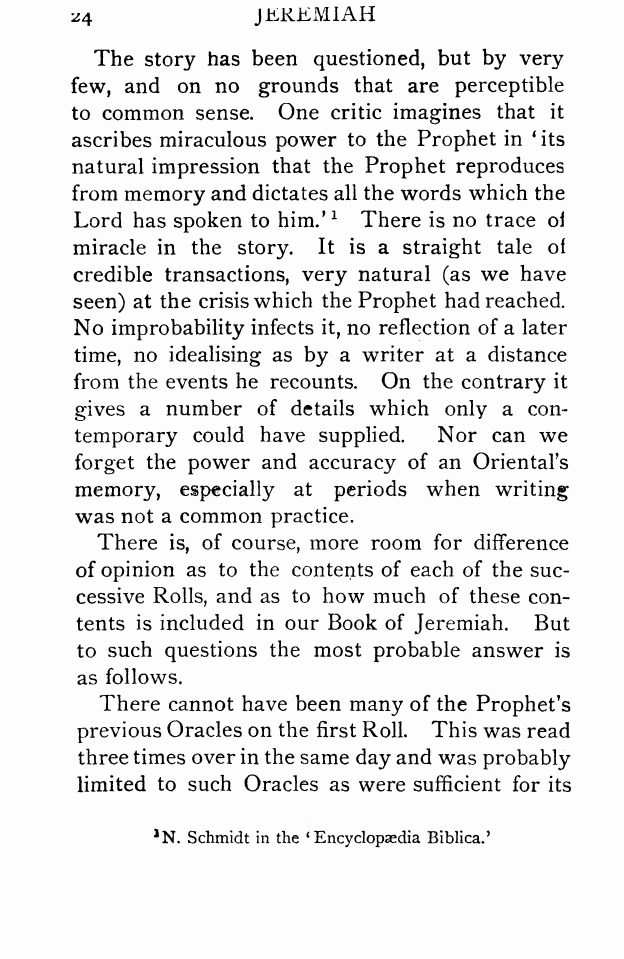 24 JEREMIAH
The story has been questioned, but by very
few, and on no grounds that are perceptible
to common sense. One critic imagines that it
ascribes miraculous power to the Prophet in ‘its
natural impression that the Prophet reproduces
from memory and dictates all the words which the
Lord has spoken to him.’ ¹ There is no trace of
miracle in the story. It is a straight tale of
credible transactions, very natural (as we have
seen) at the crisis which the Prophet had reached.
No improbability infects it, no reflection of a later
time, no idealising as by a writer at a distance
from the events he recounts. On the contrary it
gives a number of details which only a con-
temporary could have supplied. Nor can we
forget the power and accuracy of an Oriental’s
memory, especially at periods when writing
was not a common practice.
There is, of course, more room for difference
of opinion as to the contents of each of the suc-
cessive Rolls, and as to how much of these con-
tents is included in our Book of Jeremiah. But
to such questions the most probable answer is
as follows.
There cannot have been many of the Prophet’s
previous Oracles on the first Roll. This was read
three times over in the same day and was probably
limited to such Oracles as were sufficient for its
¹ N. Schmidt in the ‘Encyclopædia Biblica.’